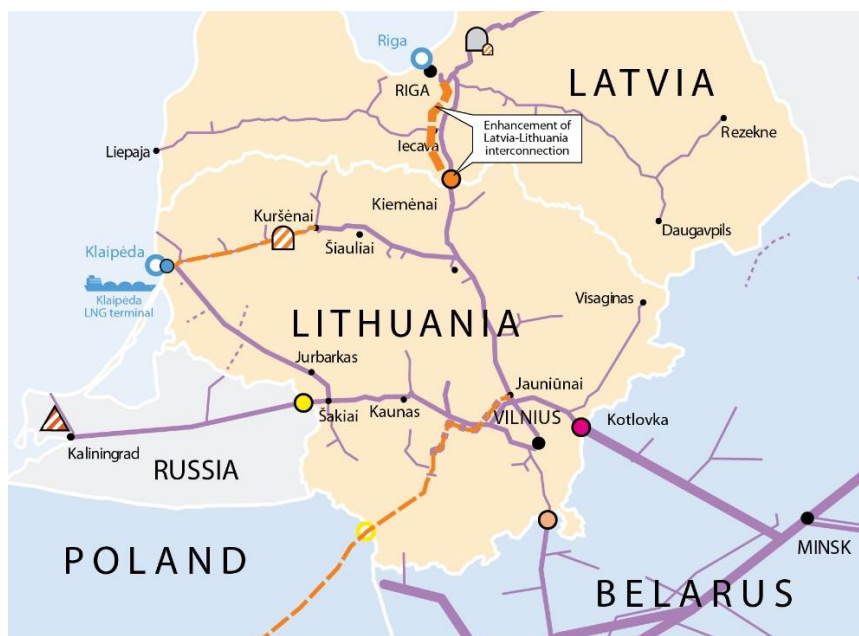 Riga
RIGA
LATVIA
Enhancement of
Latvia-Lithuania
interconnection
Rezekne
Iecava
Liepaja
Kiemėnai
Kuršėnai
Daugavpils
Šiauliai
Klaipėda
Klaipėda
LNG terminal
Visaginas
LITHUANIA
Jurbarkas
Jauniūnai
Šakiai
Kaunas
VILNIUS
Kotlovka
Kaliningrad
RUSSIA
POLAND
MINSK
BELARUS